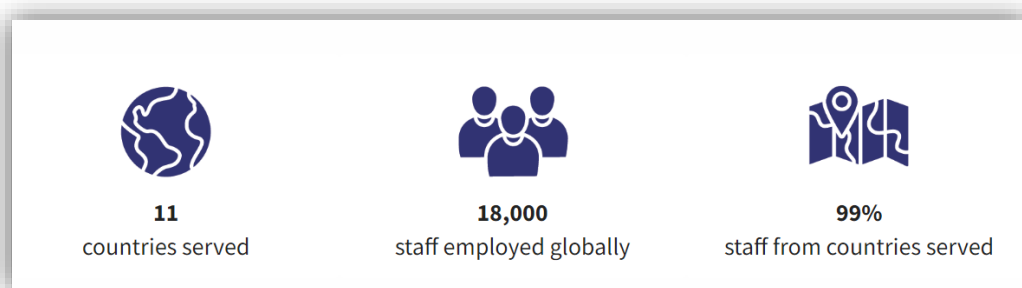 11
countries served
18,000
staff employed globally
99%
staff from countries served